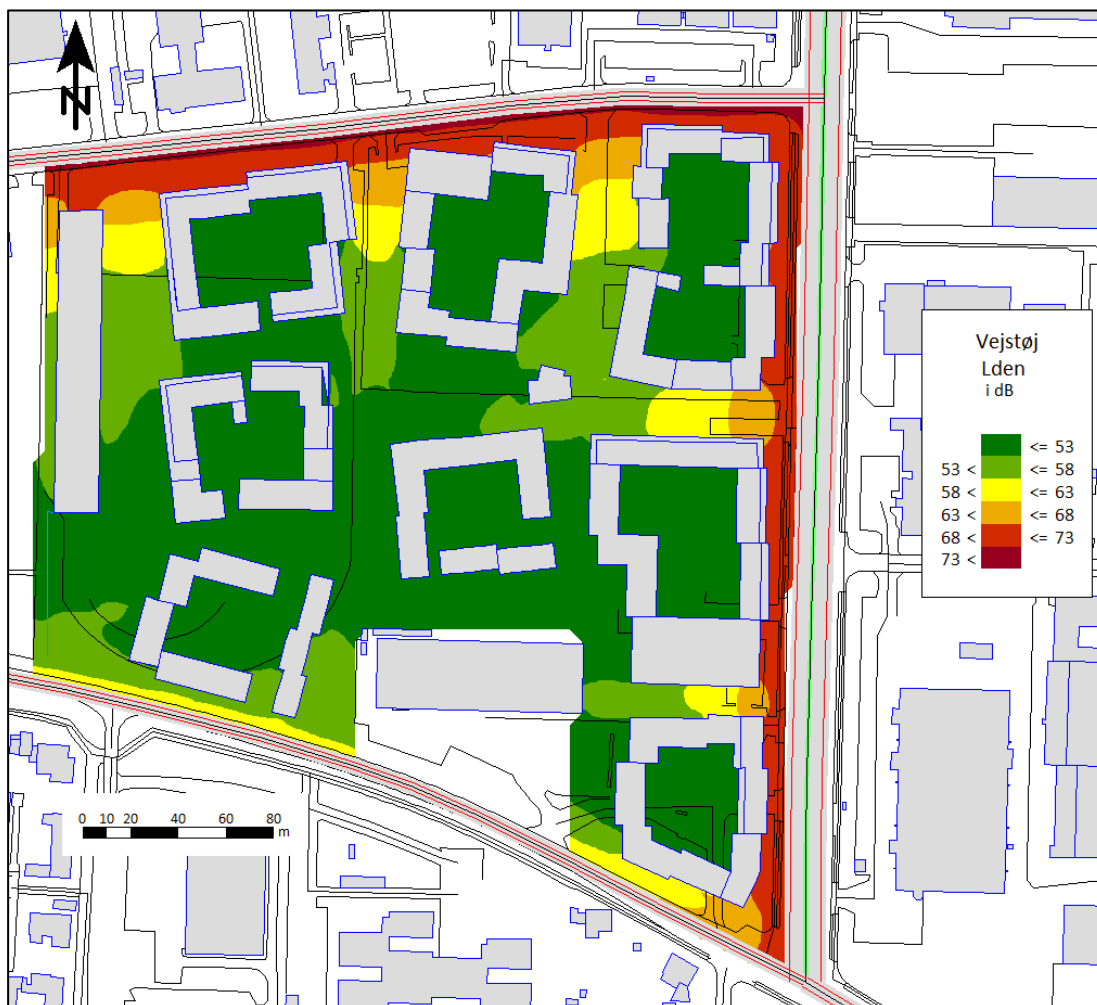 N
Vejstøj
Lden
i dB
<= 53
53 < <= 58
58 < <= 63
63 < <= 68
68 < <= 73
73 <
0 10 20 40 60 80
m